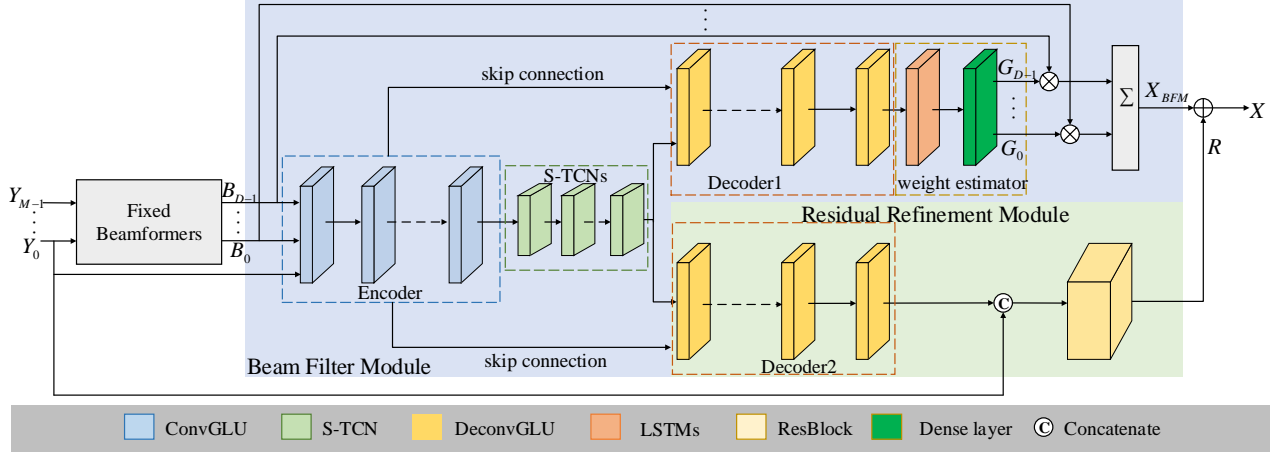 skip connection
G_{D-1}
⋮
G_0
Σ
X_{BFM}
X
R
Decoder1
weight estimator
S-TCNs
Y_{M-1}
⋮
Y_0
Fixed
Beamformers
B_{D-1}
⋮
B_0
Encoder
Residual Refinement Module
C
skip connection
Decoder2
Beam Filter Module
ConvGLU
S-TCN
DeconvGLU
LSTMs
ResBlock
Dense layer
C Concatenate